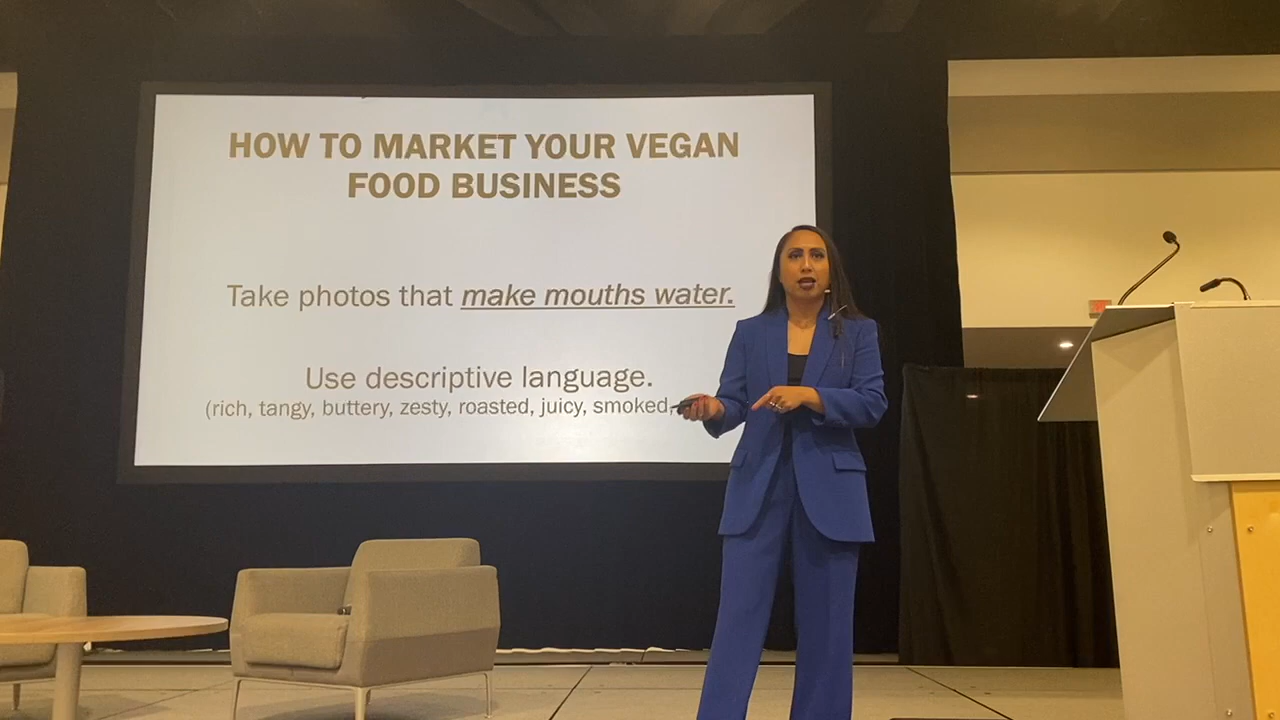 HOW TO MARKET YOUR VEGAN
FOOD BUSINESS
Take photos that make mouths water.
Use descriptive language.
(rich, tangy, buttery, zesty, roasted, juicy, smoked,